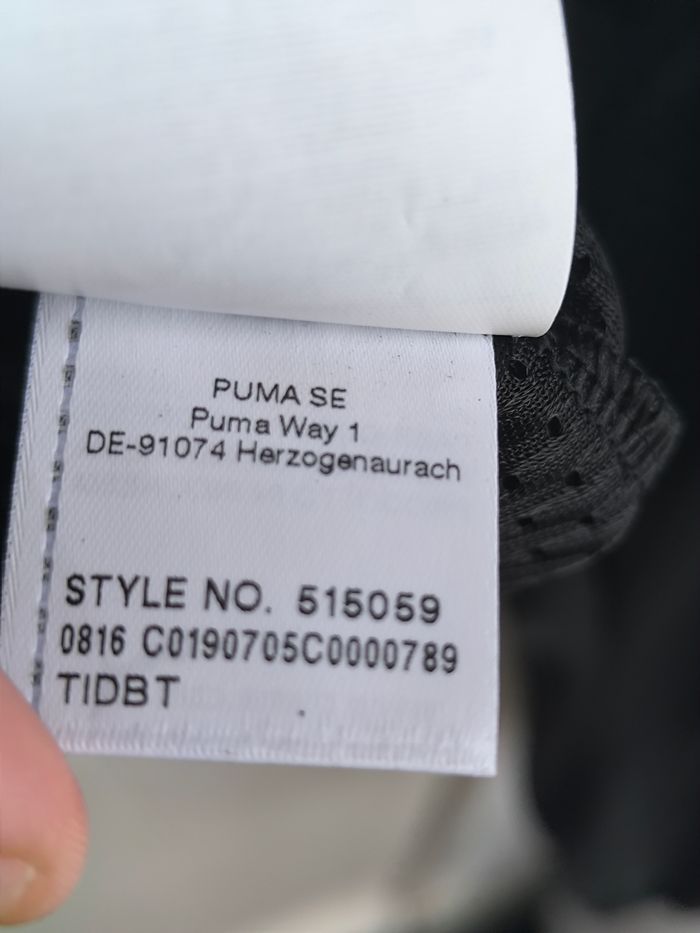 PUMA SE
Puma Way 1
DE-91074 Herzogenaurach
STYLE NO. 515059
0816 C0190705C0000789
TIDBT